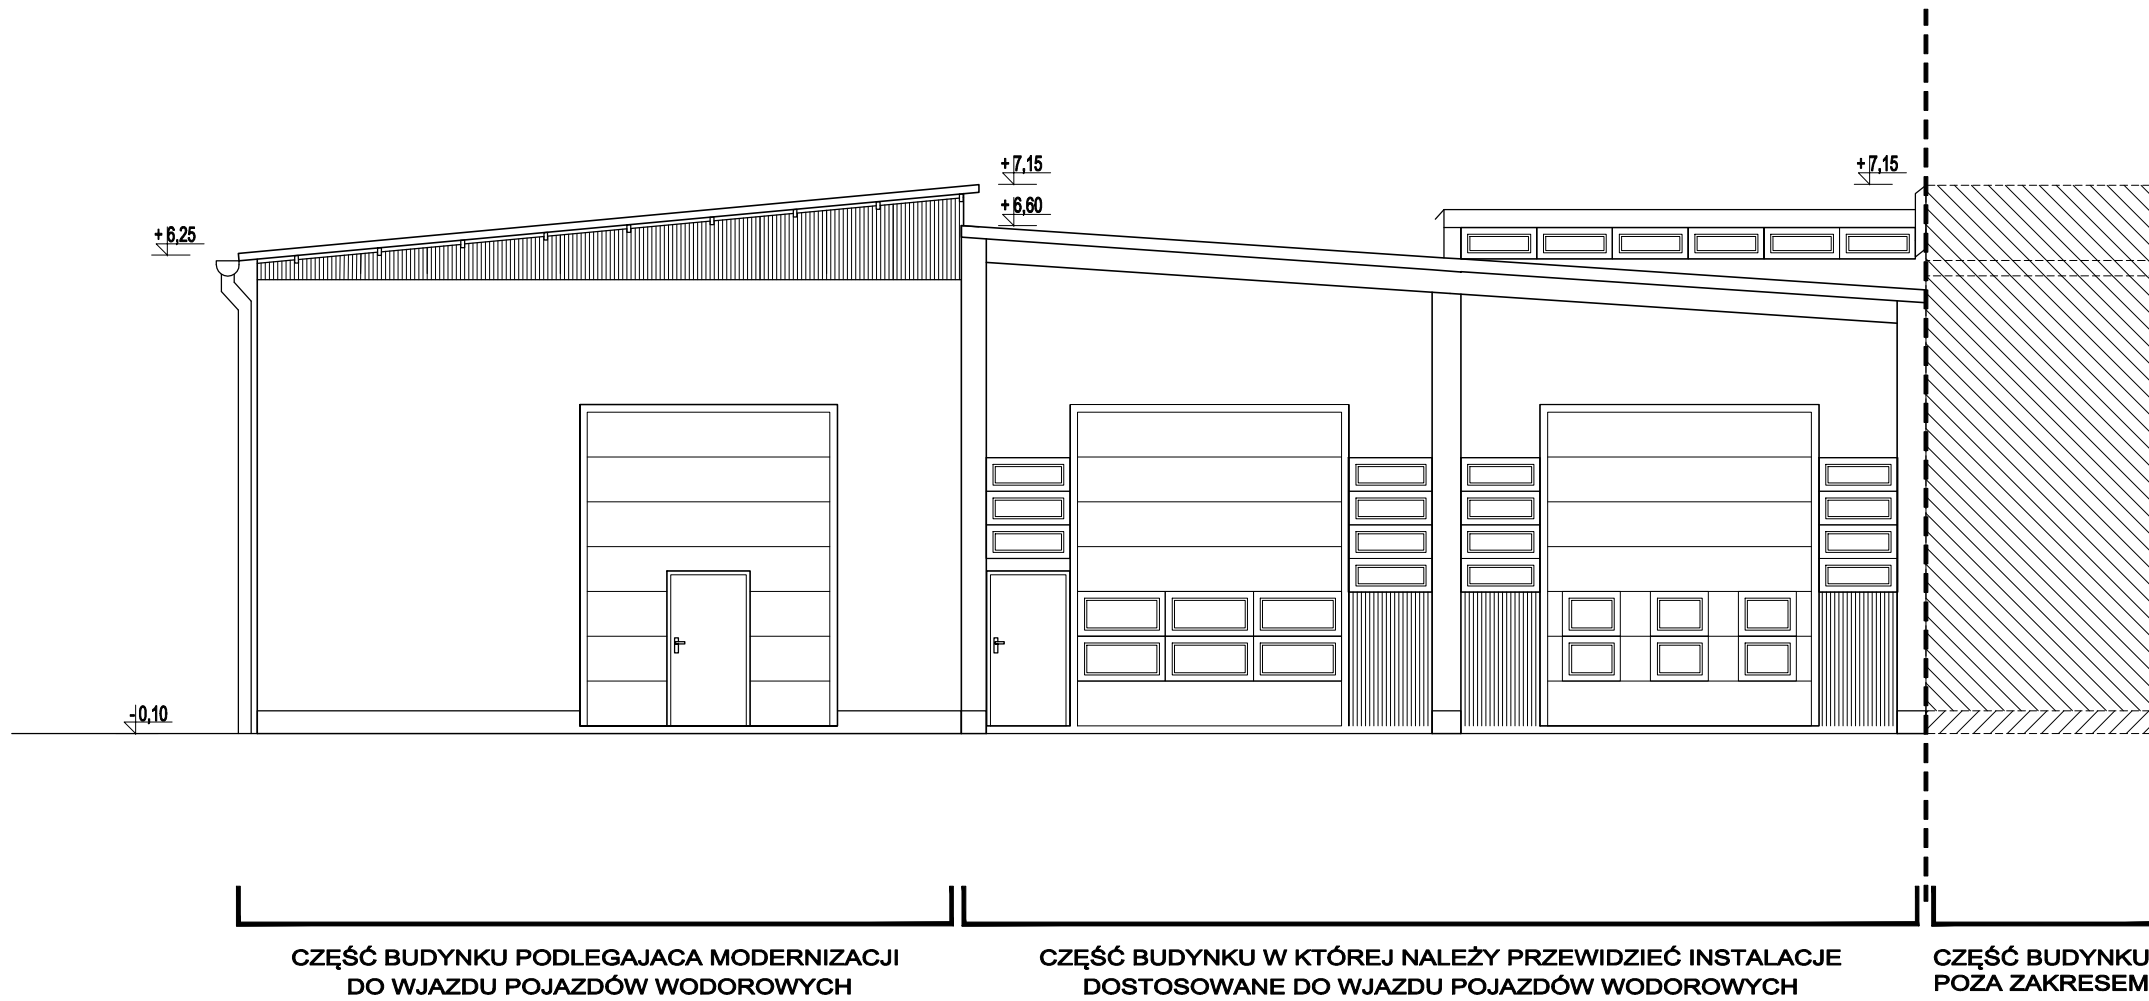 + 7,15
+ 7,15
+ 6,60
+ 6,25
- 0,10
CZĘŚĆ BUDYNKU PODLEGAJACA MODERNIZACJI
DO WJAZDU POJAZDÓW WODOROWYCH
CZĘŚĆ BUDYNKU W KTÓREJ NALEŻY PRZEWIDZIEĆ INSTALACJE
DOSTOSOWANE DO WJAZDU POJAZDÓW WODOROWYCH
CZĘŚĆ BUDYNKU
POZA ZAKRESEM